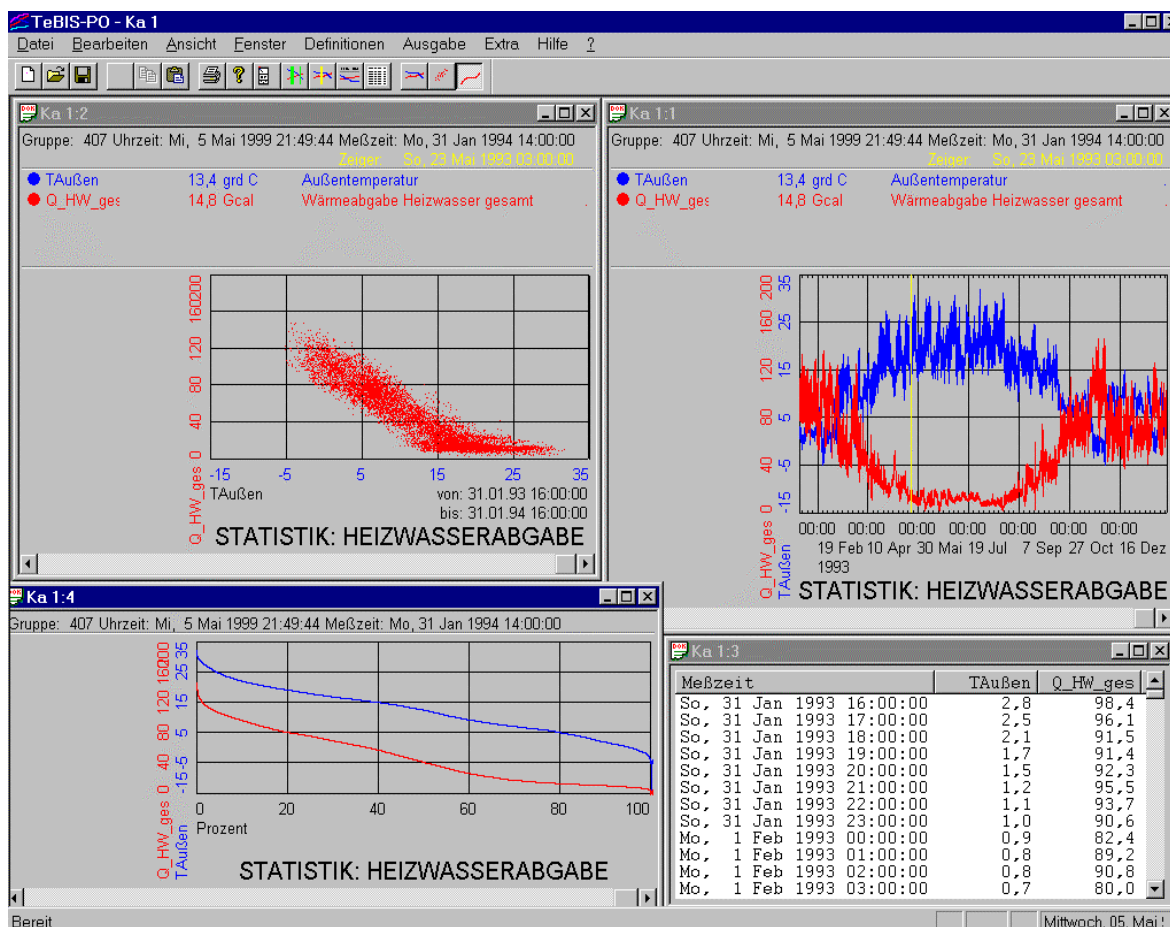 TeBIS-PO - Ka 1
Datei Bearbeiten Ansicht Fenster Definitionen Ausgabe Extra Hilfe ?
Ka 1:2
Gruppe: 407 Uhrzeit: Mi, 5 Mai 1999 21:49:44 Meßzeit: Mo, 31 Jan 1994 14:00:00
Zeiger: So, 23 Mai 1993 03:00:00
TAußen 13,4 grd C Außentemperatur
Q_HW_ges 14,8 Gcal Wärmeabgabe Heizwasser gesamt .
Q_HW_ges 0 40 80 120 160 200
-15 -5 5 15 25 35
TAußen
von: 31.01.93 16:00:00
bis: 31.01.94 16:00:00
STATISTIK: HEIZWASSERABGABE
Ka 1:1
Gruppe: 407 Uhrzeit: Mi, 5 Mai 1999 21:49:44 Meßzeit: Mo, 31 Jan 1994 14:00:00
Zeiger: So, 23 Mai 1993 03:00:00
TAußen 13,4 grd C Außentemperatur .
Q_HW_ges 14,8 Gcal Wärmeabgabe Heizwasser gesamt .
Q_HW_ges 0 40 80 120 160 200
TAußen -15 -5 5 15 25 35
00:00 00:00 00:00 00:00 00:00 00:00 00:00
19 Feb 10 Apr 30 Mai 19 Jul 7 Sep 27 Oct 16 Dez
1993
STATISTIK: HEIZWASSERABGABE
Ka 1:4
Gruppe: 407 Uhrzeit: Mi, 5 Mai 1999 21:49:44 Meßzeit: Mo, 31 Jan 1994 14:00:00
Q_HW_ges 0 40 80 120 160 200
TAußen -15 -5 5 15 25 35
0 20 40 60 80 100
Prozent
STATISTIK: HEIZWASSERABGABE
Ka 1:3
Meßzeit TAußen Q_HW_ges
So, 31 Jan 1993 16:00:00 2,8 98,4
So, 31 Jan 1993 17:00:00 2,5 96,1
So, 31 Jan 1993 18:00:00 2,1 91,5
So, 31 Jan 1993 19:00:00 1,7 91,4
So, 31 Jan 1993 20:00:00 1,5 92,3
So, 31 Jan 1993 21:00:00 1,2 95,5
So, 31 Jan 1993 22:00:00 1,1 93,7
So, 31 Jan 1993 23:00:00 1,0 90,6
Mo, 1 Feb 1993 00:00:00 0,9 82,4
Mo, 1 Feb 1993 01:00:00 0,8 89,2
Mo, 1 Feb 1993 02:00:00 0,8 90,8
Mo, 1 Feb 1993 03:00:00 0,7 80,0
Bereit
Mittwoch, 05. Mai